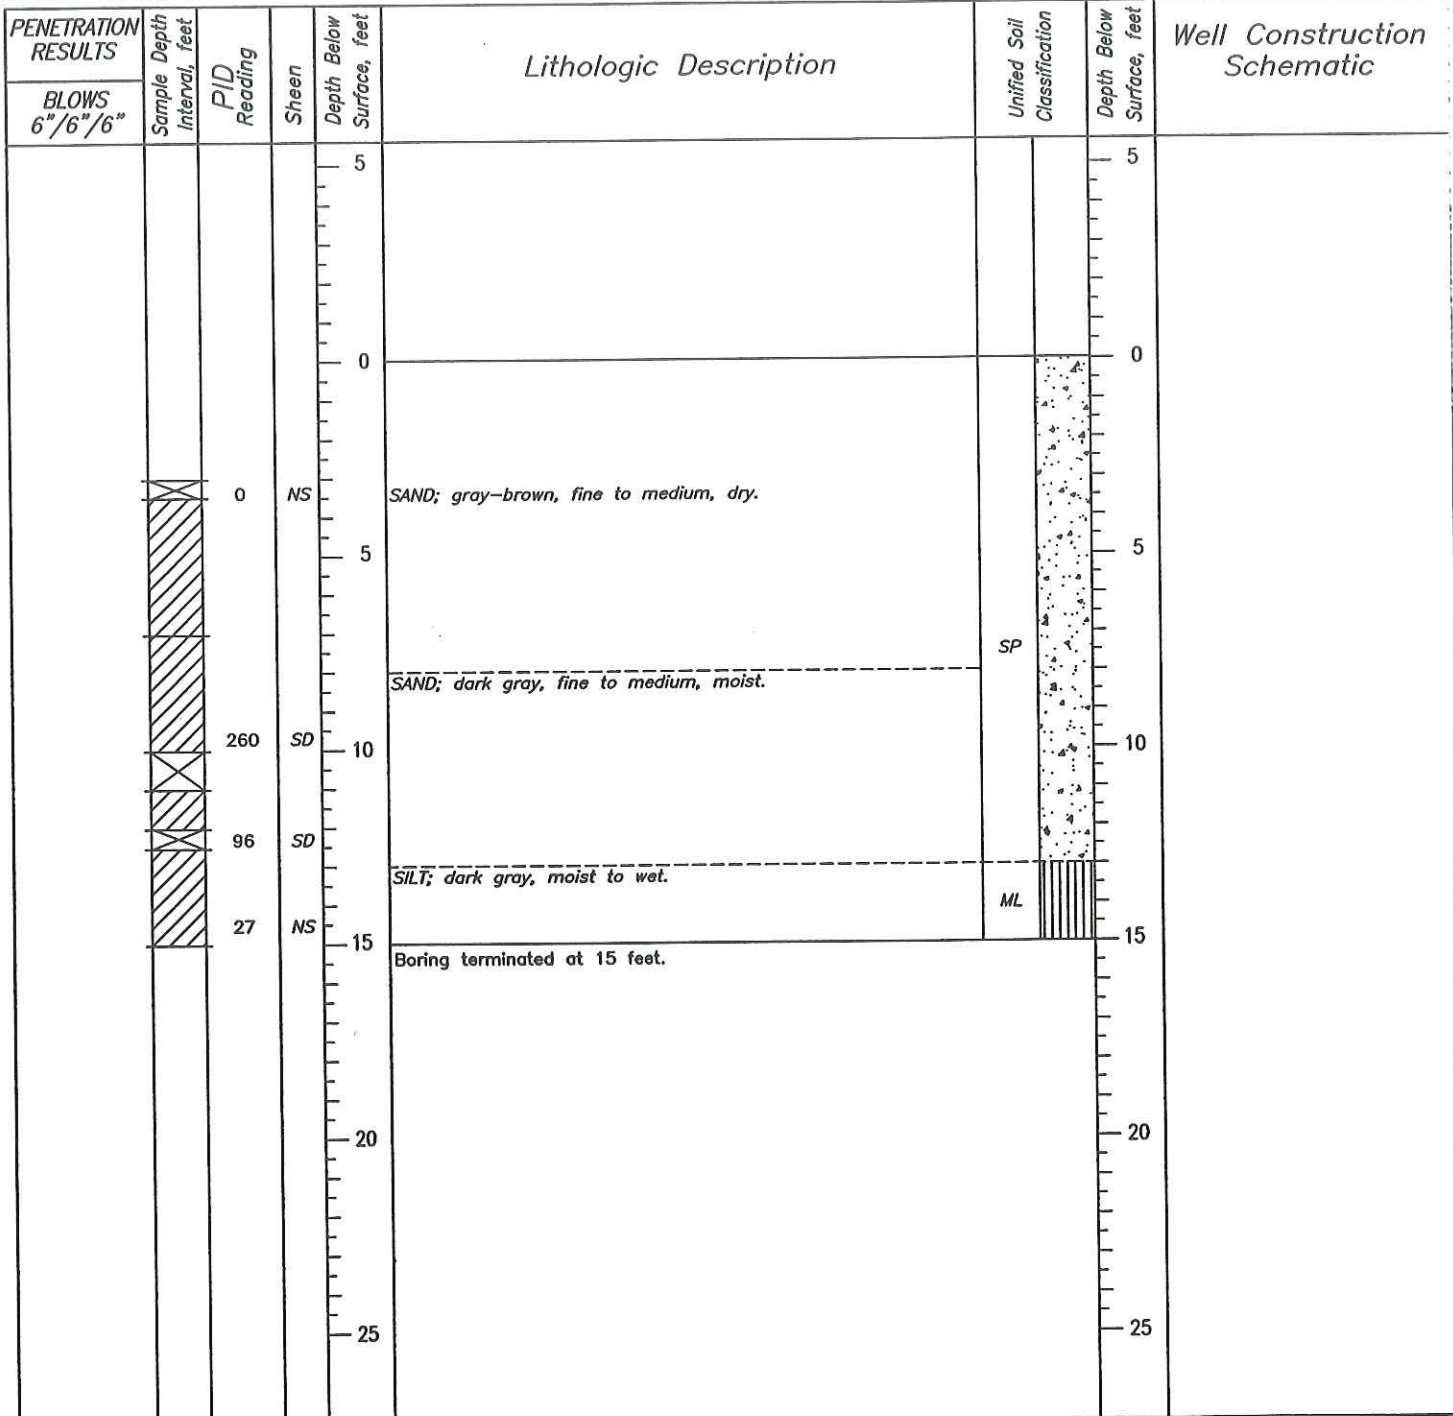 PENETRATION
RESULTS
BLOWS
6"/6"/6"
Sample Depth
Interval, feet
PID
Reading
Sheen
Depth Below
Surface, feet
Lithologic Description
Unified Soil
Classification
Depth Below
Surface, feet
Well Construction
Schematic
5
5
0
0
0 NS SAND; gray-brown, fine to medium, dry.
5
5
SP
SAND; dark gray, fine to medium, moist.
260 SD
10
10
96 SD
SILT; dark gray, moist to wet.
ML
27 NS
15
15
Boring terminated at 15 feet.
20
20
25
25